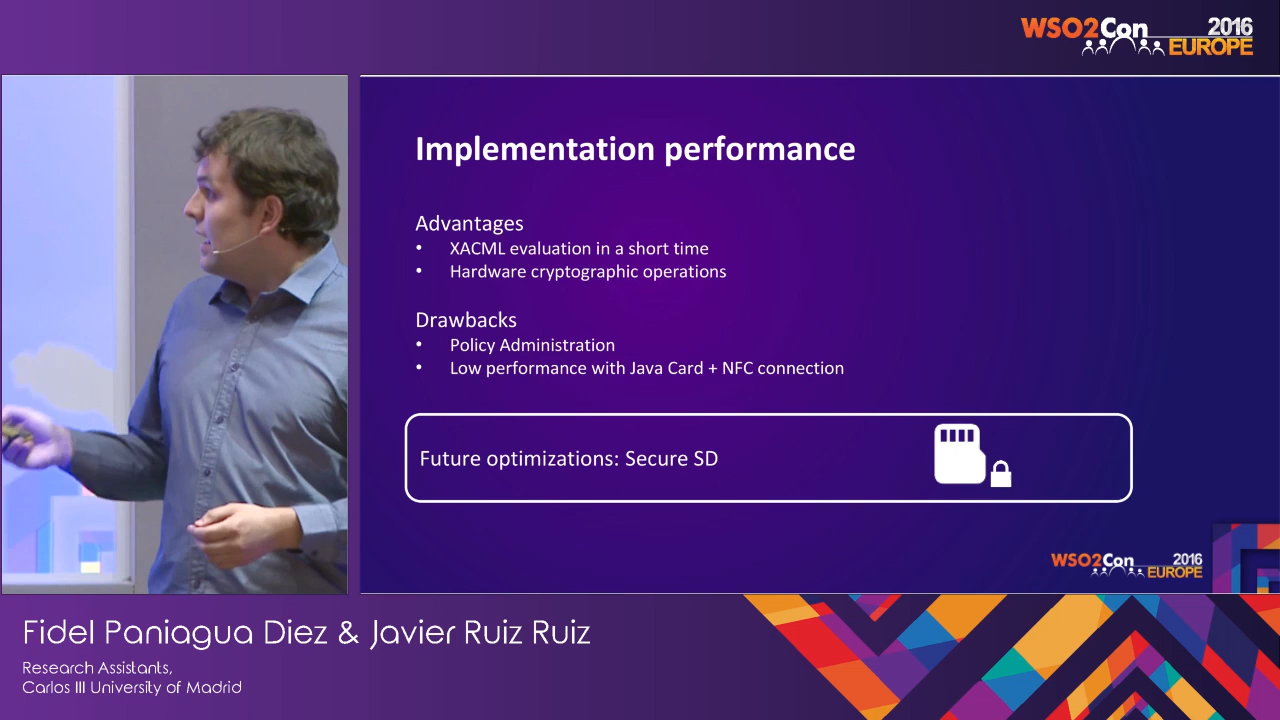 WSO2Con 2016
EUROPE
Implementation performance
Advantages
• XACML evaluation in a short time
• Hardware cryptographic operations
Drawbacks
• Policy Administration
• Low performance with Java Card + NFC connection
Future optimizations: Secure SD
WSO2Con 2016
EUROPE
Fidel Paniagua Diez & Javier Ruiz Ruiz
Research Assistants,
Carlos III University of Madrid